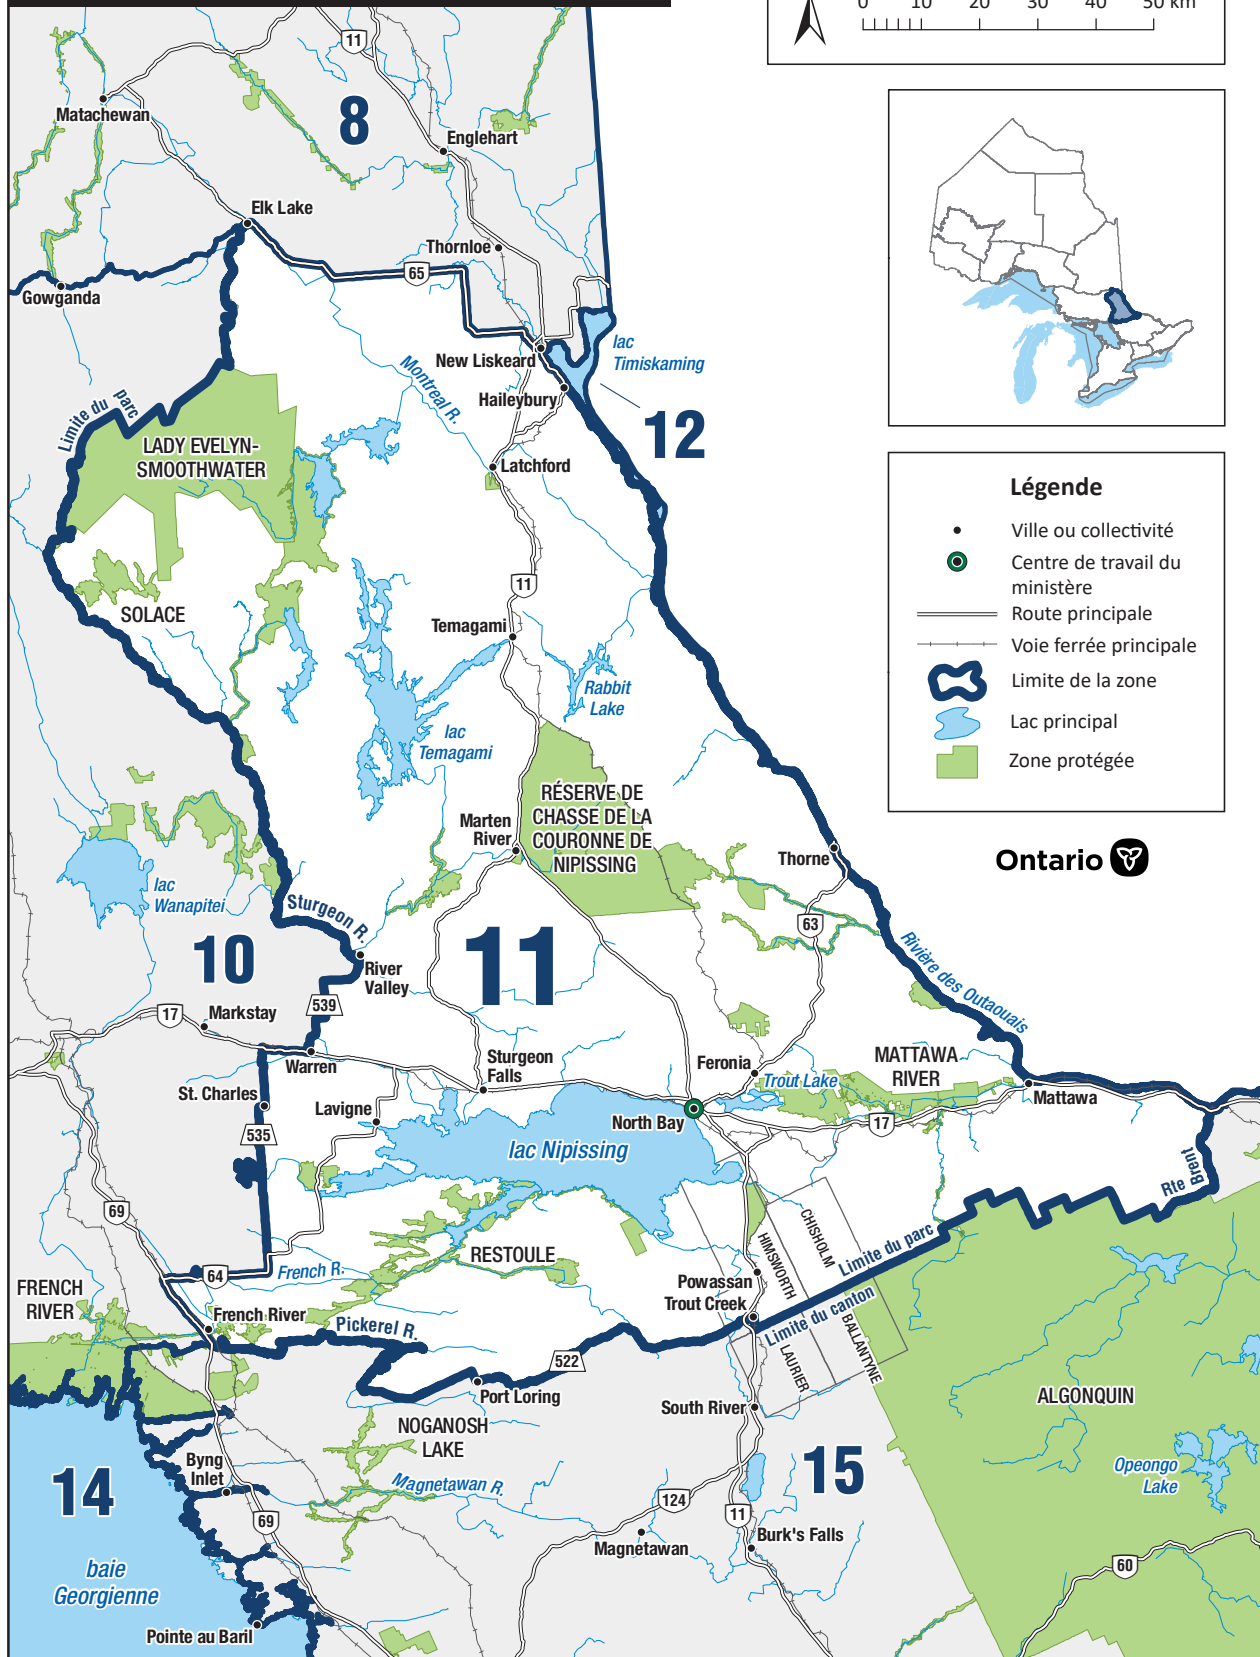 0 10 20 30 40 50 km
11
8
Matachewan
Englehart
Elk Lake
Thornloe
65
Gowganda
New Liskeard
lac
Timiskaming
Haileybury
Montreal R.
12
Limite du parc
LADY EVELYN-
SMOOTHWATER
Latchford
11
SOLACE
Temagami
Rabbit
Lake
lac
Temagami
RÉSERVE DE
CHASSE DE LA
COURONNE DE
NIPISSING
Marten
River
Thorne
lac
Wanapitei
Sturgeon R.
63
Rivière des Outaouais
10
11
River
Valley
539
17
Markstay
Warren
Sturgeon
Falls
Feronia
Trout Lake
MATTAWA
RIVER
Mattawa
St. Charles
Lavigne
North Bay
17
535
lac Nipissing
Rte Brent
69
CHISHOLM
HIMSWORTH
Limite du parc
RESTOULE
French R.
64
Powassan
Trout Creek
Limite du canton
FRENCH
RIVER
French River
Pickerel R.
BALLANTYNE
LAURIER
522
Port Loring
South River
ALGONQUIN
NOGANOSH
LAKE
Byng
Inlet
14
Magnetawan R.
15
Opeongo
Lake
124
11
69
Magnetawan
Burk's Falls
60
baie
Georgienne
Pointe au Baril
Légende
Ville ou collectivité
Centre de travail du
ministère
Route principale
Voie ferrée principale
Limite de la zone
Lac principal
Zone protégée
Ontario